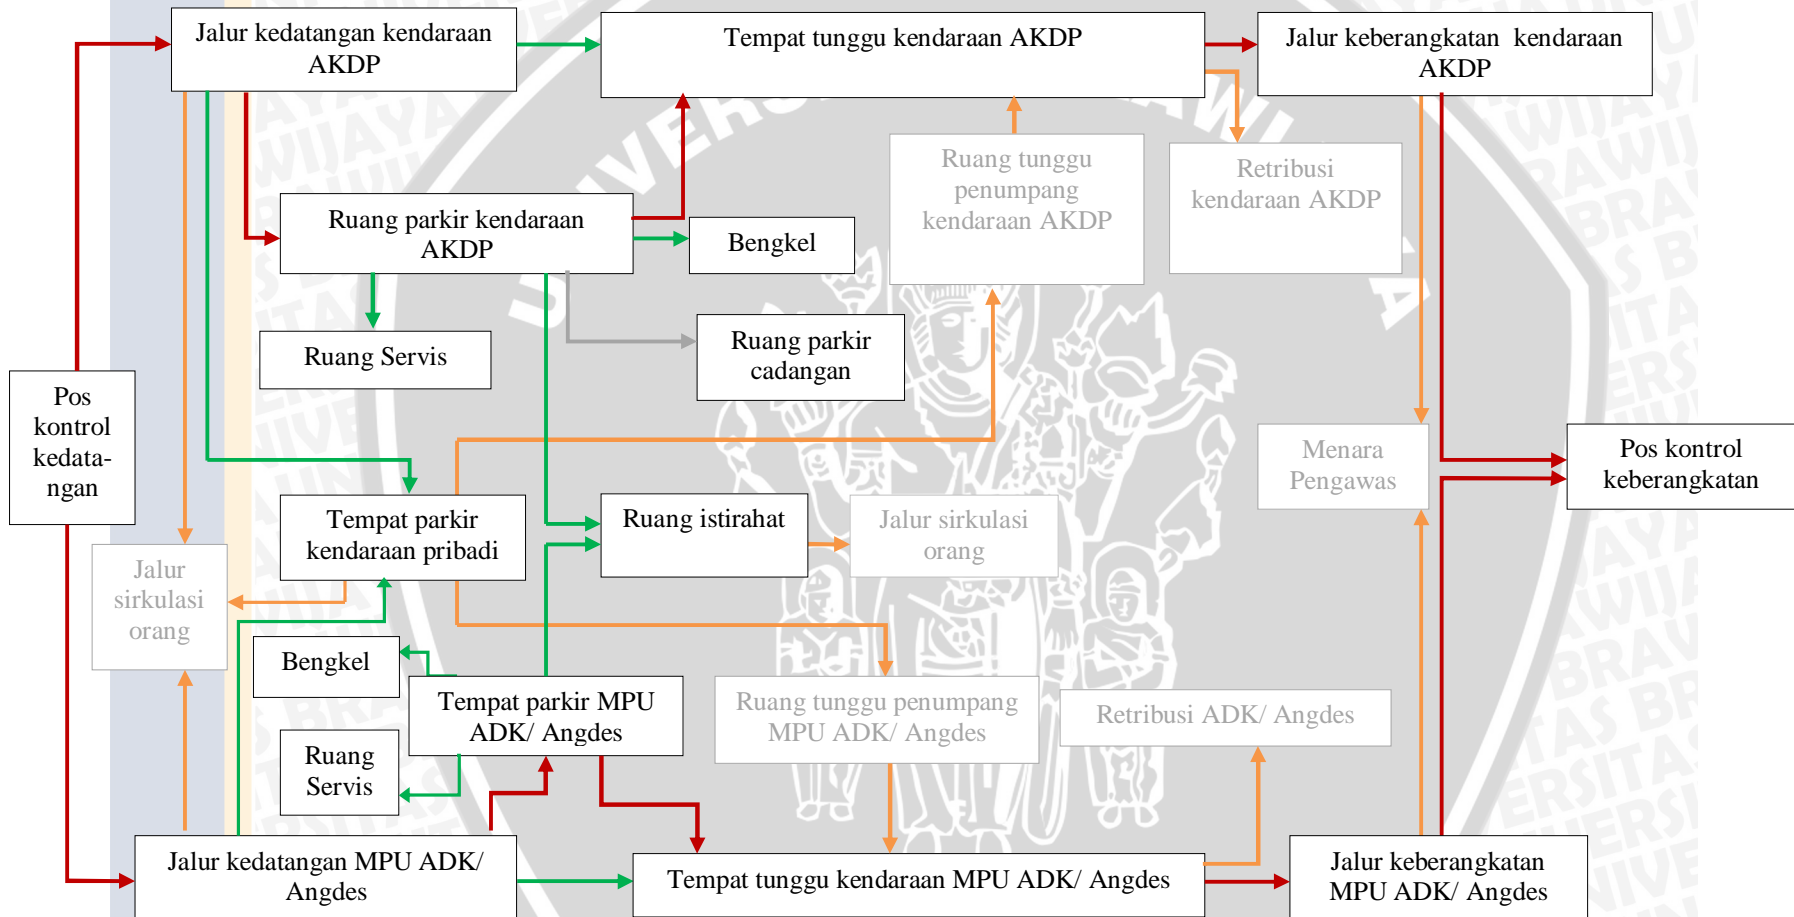 Jalur kedatangan kendaraan
AKDP
Tempat tunggu kendaraan AKDP
Jalur keberangkatan  kendaraan
AKDP
Ruang tunggu
penumpang
kendaraan AKDP
Retribusi
kendaraan AKDP
Ruang parkir kendaraan
AKDP
Bengkel
Ruang Servis
Ruang parkir
cadangan
Pos
kontrol
kedata-
ngan
Menara
Pengawas
Pos kontrol
keberangkatan
Tempat parkir
kendaraan pribadi
Ruang istirahat
Jalur sirkulasi
orang
Jalur
sirkulasi
orang
Bengkel
Tempat parkir MPU
ADK/ Angdes
Ruang tunggu penumpang
MPU ADK/ Angdes
Retribusi ADK/ Angdes
Ruang
Servis
Jalur kedatangan MPU ADK/
Angdes
Tempat tunggu kendaraan MPU ADK/ Angdes
Jalur keberangkatan
MPU ADK/ Angdes